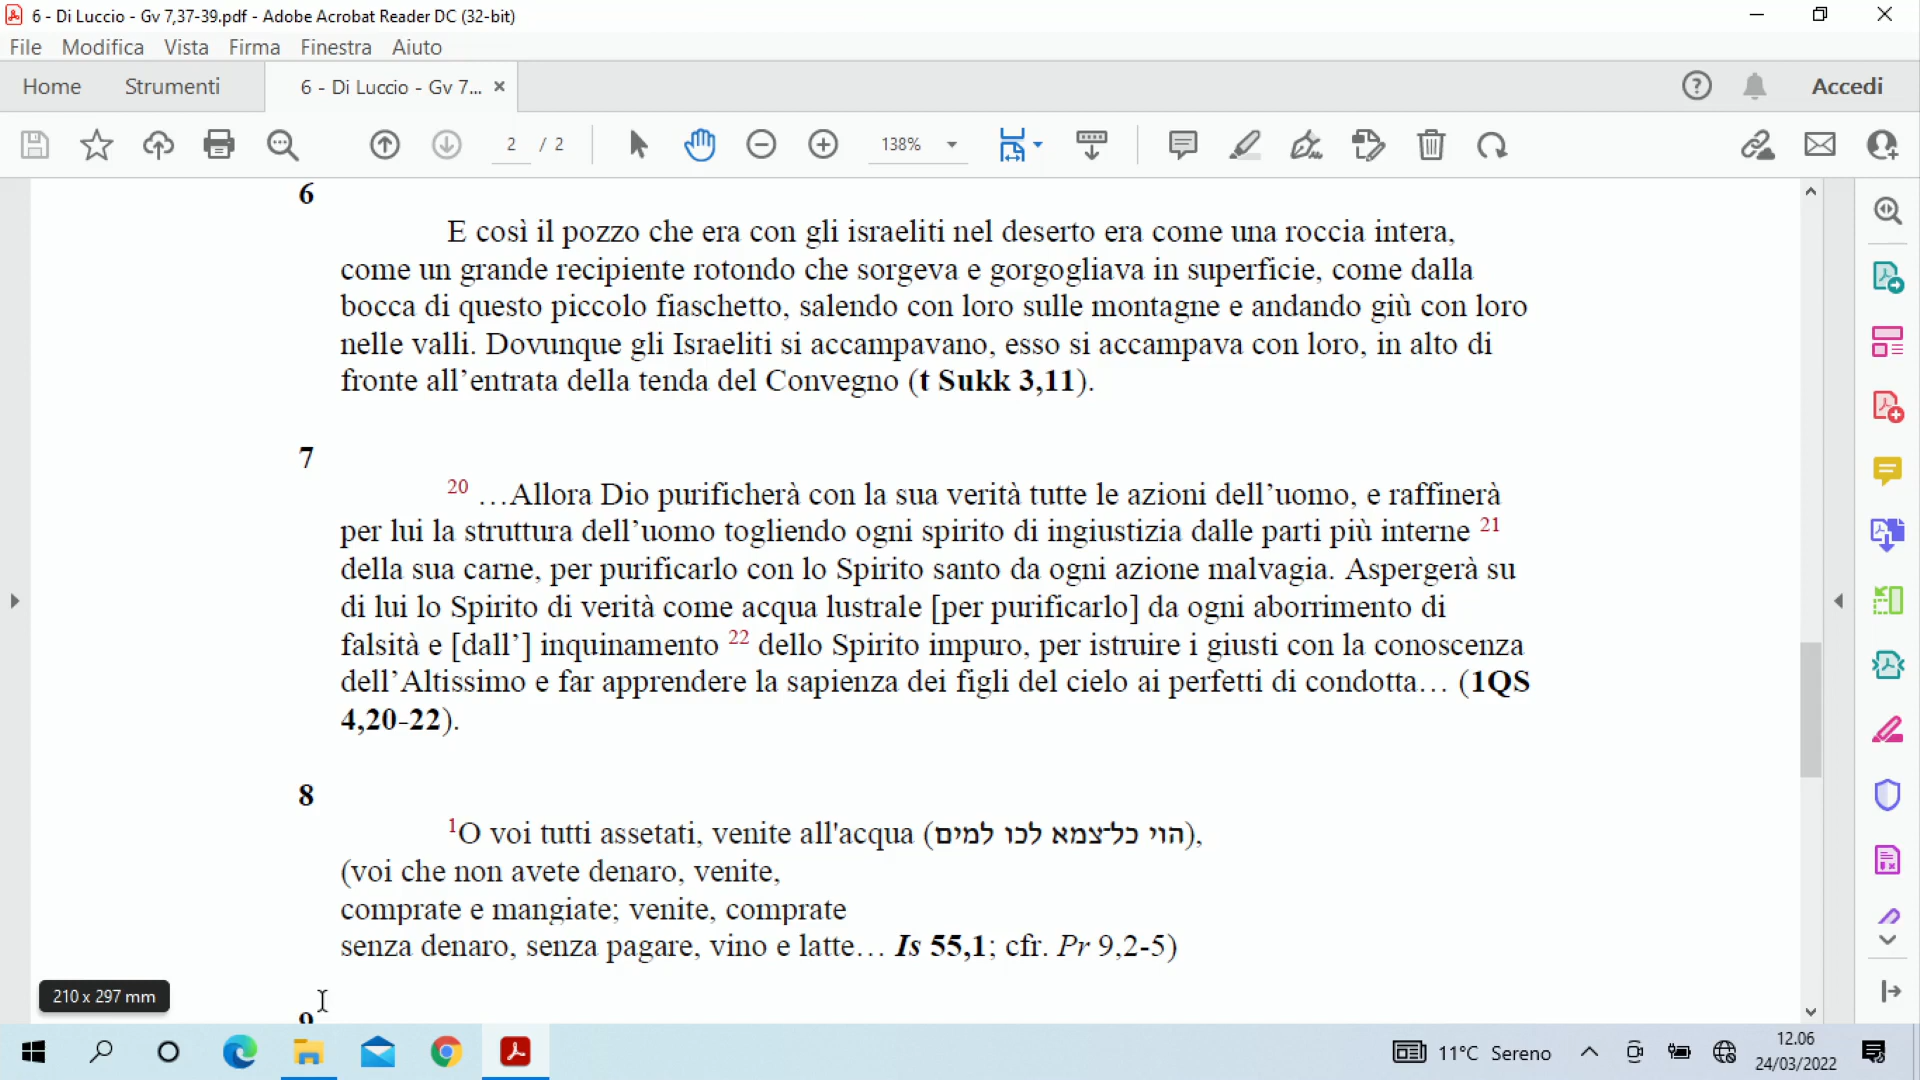 6 - Di Luccio - Gv 7,37-39.pdf - Adobe Acrobat Reader DC (32-bit)
File Modifica Vista Firma Finestra Aiuto
Home Strumenti 6 - Di Luccio - Gv 7... × Accedi
2 / 2 138%
6
E così il pozzo che era con gli israeliti nel deserto era come una roccia intera,
come un grande recipiente rotondo che sorgeva e gorgogliava in superficie, come dalla
bocca di questo piccolo fiaschetto, salendo con loro sulle montagne e andando giù con loro
nelle valli. Dovunque gli Israeliti si accampavano, esso si accampava con loro, in alto di
fronte all’entrata della tenda del Convegno (t Sukk 3,11).
7
20 …Allora Dio purificherà con la sua verità tutte le azioni dell’uomo, e raffinerà
per lui la struttura dell’uomo togliendo ogni spirito di ingiustizia dalle parti più interne 21
della sua carne, per purificarlo con lo Spirito santo da ogni azione malvagia. Aspergerà su
di lui lo Spirito di verità come acqua lustrale [per purificarlo] da ogni aborrimento di
falsità e [dall’] inquinamento 22 dello Spirito impuro, per istruire i giusti con la conoscenza
dell’Altissimo e far apprendere la sapienza dei figli del cielo ai perfetti di condotta… (1QS
4,20-22).
8
1O voi tutti assetati, venite all'acqua (הוי כל־צמא לכו למים),
(voi che non avete denaro, venite,
comprate e mangiate; venite, comprate
senza denaro, senza pagare, vino e latte… Is 55,1; cfr. Pr 9,2-5)
210 x 297 mm
9
11°C Sereno 12.06
24/03/2022